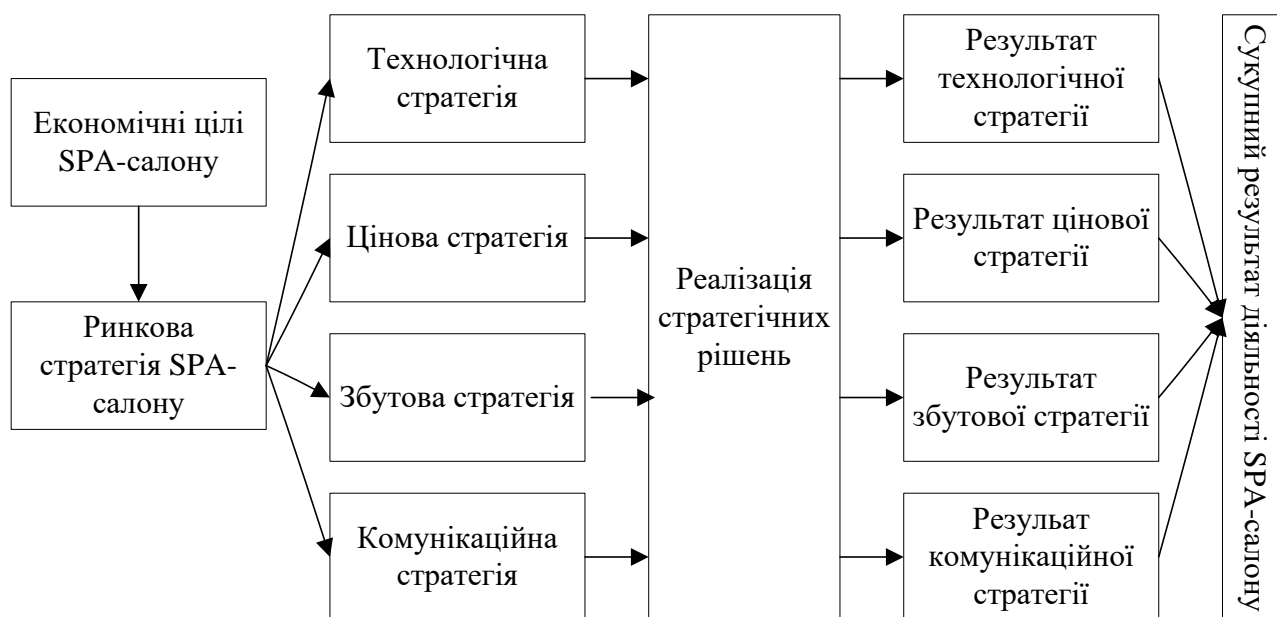 Економічні цілі
SPA-салону
Ринкова
стратегія SPA-
салону
Технологічна
стратегія
Цінова стратегія
Збутова стратегія
Комунікаційна
стратегія
Реалізація
стратегічних
рішень
Результат
технологічної
стратегії
Результат цінової
стратегії
Результат
збутової стратегії
Резульат
комунікаційної
стратегії
Сукупний результат діяльності SPA-салону